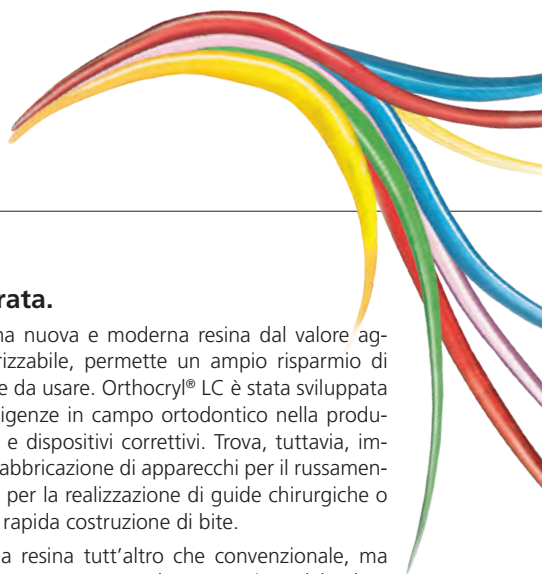 rata.
na nuova e moderna resina dal valore ag-
rizzabile, permette un ampio risparmio di
e da usare. Orthocryl® LC è stata sviluppata
igenze in campo ortodontico nella produ-
e dispositivi correttivi. Trova, tuttavia, im-
abbricazione di apparecchi per il russamen-
per la realizzazione di guide chirurgiche o
rapida costruzione di bite.
a resina tutt'altro che convenzionale, ma